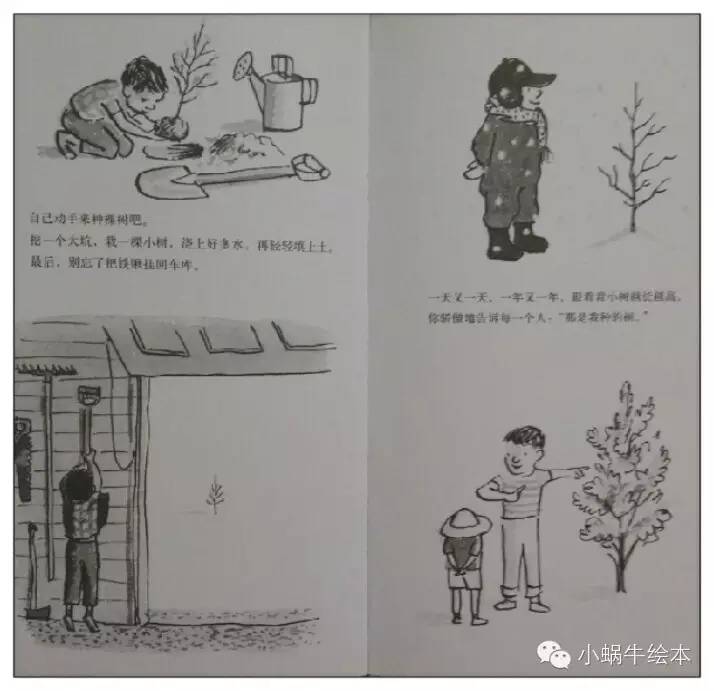 自己动手来种棵树吧。
挖一个大坑，栽一棵小树，浇上好多水，再轻轻填上土。
最后，别忘了把铁锹挂回车库。
一天又一天，一年又一年，眼看着小树越长越高，
你骄傲地告诉每一个人：“那是我种的树。”
小蜗牛绘本